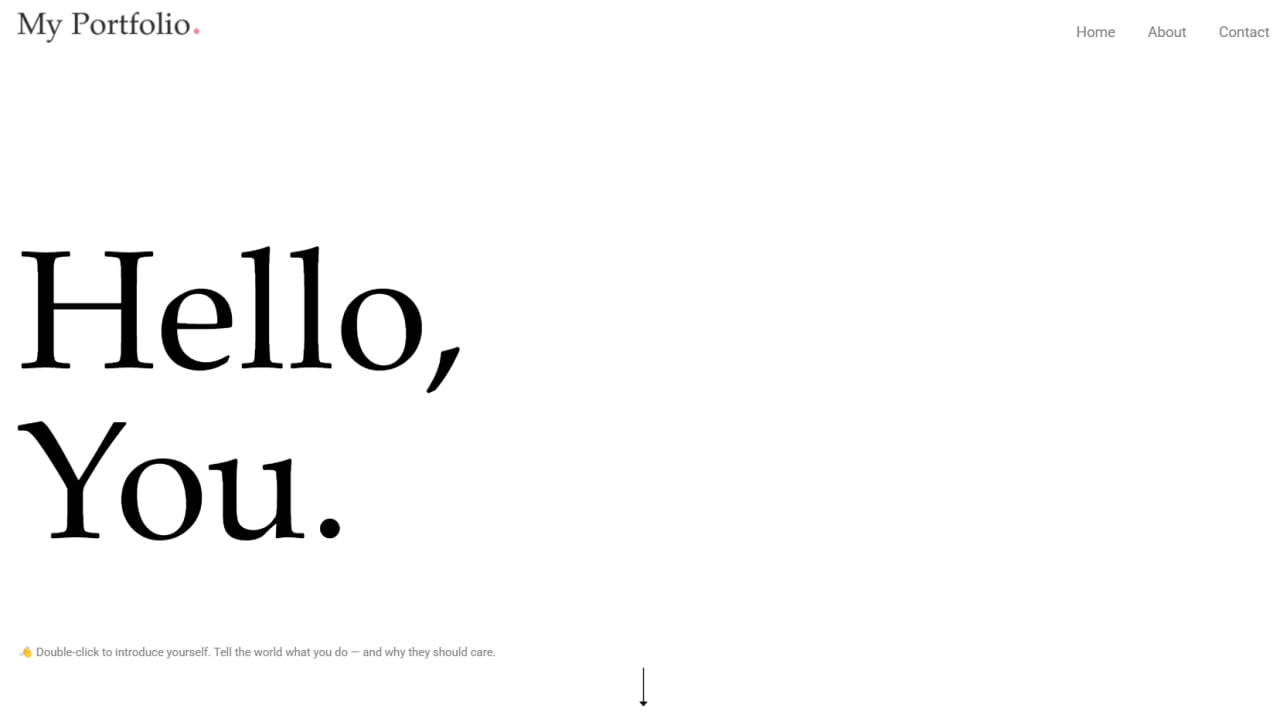 My Portfolio.
Home About Contact
Hello,
You.
👋 Double-click to introduce yourself. Tell the world what you do — and why they should care.